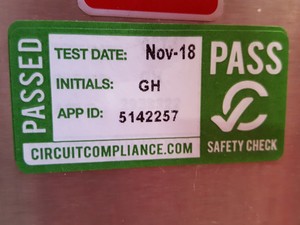 PASSED
TEST DATE: Nov-18
INITIALS: GH
APP ID: 5142257
CIRCUITCOMPLIANCE.COM
PASS
SAFETY CHECK